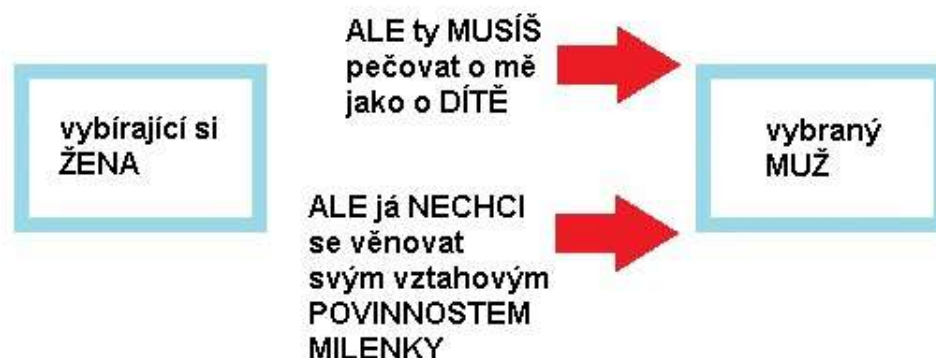 vybírající si
ŽENA
ALE ty MUSÍŠ
pečovat o mě
jako o DÍTĚ
ALE já NECHCI
se věnovat
svým vztahovým
POVINNOSTEM
MILENKY
vybraný
MUŽ